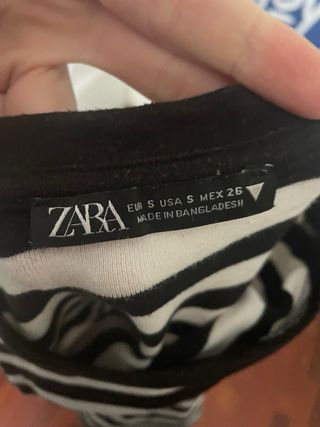 ZARA
EUR S USA S MEX 26
MADE IN BANGLADESH